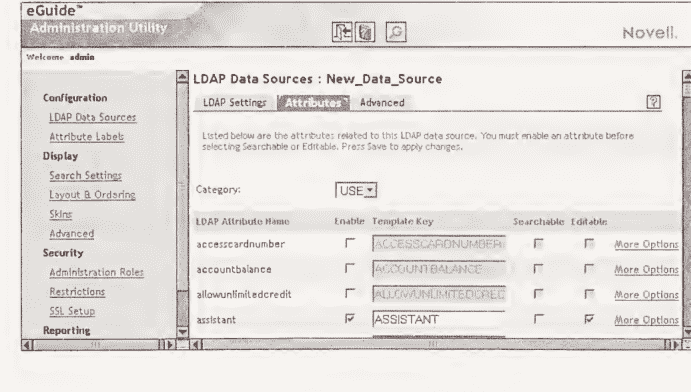 eGuide™
Administration Utility
Novell.
Welcome admin
Configuration
LDAP Data Sources
Attribute Labels
Display
Search Settings
Layout & Ordering
Skins
Advanced
Security
Administration Roles
Restrictions
SSL Setup
Reporting
LDAP Data Sources : New_Data_Source
LDAP Settings Attributes Advanced ?
Listed below are the attributes related to this LDAP data source. You must enable an attribute before
selecting Searchable or Editable. Press Save to apply changes.
Category: USE
LDAP Attribute Name Enable Template Key Searchable Editable
accesscardnumber ACCESSCARDNUMBER More Options
accountbalance ACCOUNTBALANCE More Options
allowunlimitedcredit ALLOWUNLIMITEDCRED More Options
assistant ASSISTANT More Options